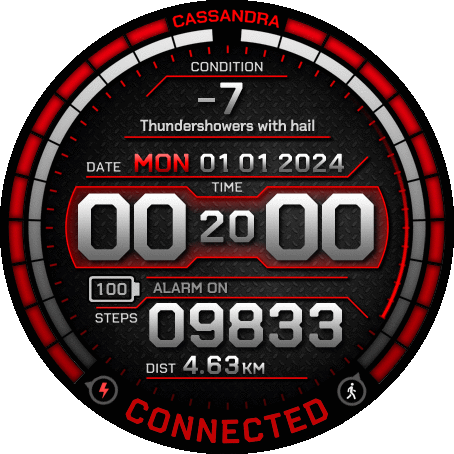 CASSANDRA
CONDITION
-7
Thundershowers with hail
DATE MON 01 01 2024
TIME
00 20 00
100 ALARM ON
STEPS 09833
DIST 4.63KM
CONNECTED